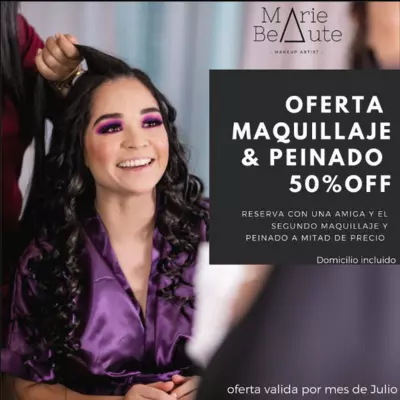 Marie
Beaute
MAKEUP ARTIST
OFERTA
MAQUILLAJE
& PEINADO
50%OFF
RESERVA CON UNA AMIGA Y EL
SEGUNDO MAQUILLAJE Y
PEINADO A MITAD DE PRECIO
Domicilio incluido
oferta valida por mes de Julio